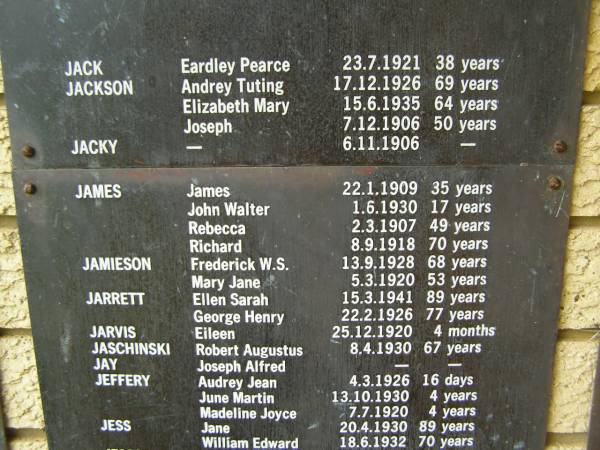 JACK Eardley Pearce 23.7.1921 38 years
JACKSON Andrey Tuting 17.12.1926 69 years
Elizabeth Mary 15.6.1935 64 years
Joseph 7.12.1906 50 years
JACKY — 6.11.1906 —
JAMES James 22.1.1909 35 years
John Walter 1.6.1930 17 years
Rebecca 2.3.1907 49 years
Richard 8.9.1918 70 years
JAMIESON Frederick W.S. 13.9.1928 68 years
Mary Jane 5.3.1920 53 years
JARRETT Ellen Sarah 15.3.1941 89 years
George Henry 22.2.1926 77 years
JARVIS Eileen 25.12.1920 4 months
JASCHINSKI Robert Augustus 8.4.1930 67 years
JAY Joseph Alfred — —
JEFFERY Audrey Jean 4.3.1926 16 days
June Martin 13.10.1930 4 years
Madeline Joyce 7.7.1920 4 years
JESS Jane 20.4.1930 89 years
William Edward 18.6.1932 70 years